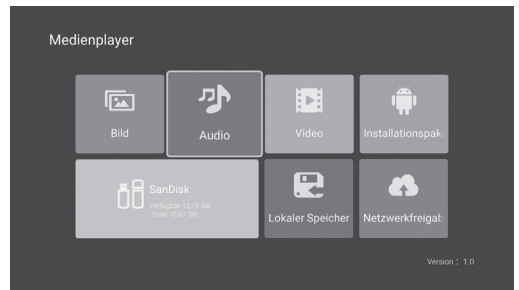 Medienplayer
Bild
Audio
Video
Installationspak
SanDisk
Verfügbar 12,76 GB
Total 15,67 GB
Lokaler Speicher
Netzwerkfreigab
Version : 1.0